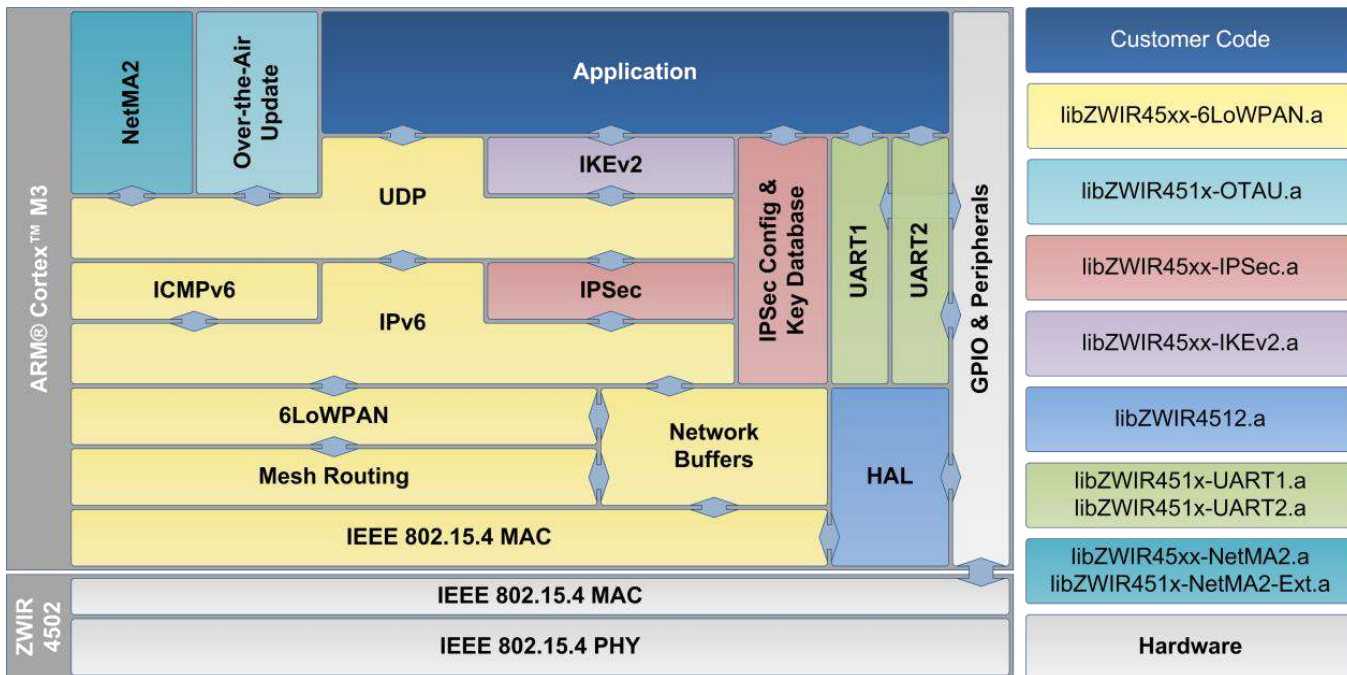 NetMA2
Over-the-Air
Update
Application
Customer Code
libZWIR45xx-6LoWPAN.a
libZWIR451x-OTAU.a
libZWIR45xx-IPSec.a
libZWIR45xx-IKEv2.a
libZWIR4512.a
libZWIR451x-UART1.a
libZWIR451x-UART2.a
libZWIR45xx-NetMA2.a
libZWIR451x-NetMA2-Ext.a
Hardware
ARM® Cortex™ M3
UDP
IKEv2
IPSec Config &
Key Database
UART1
UART2
GPIO & Peripherals
ICMPv6
IPv6
IPSec
6LoWPAN
Mesh Routing
Network
Buffers
HAL
IEEE 802.15.4 MAC
ZWIR
4502
IEEE 802.15.4 MAC
IEEE 802.15.4 PHY